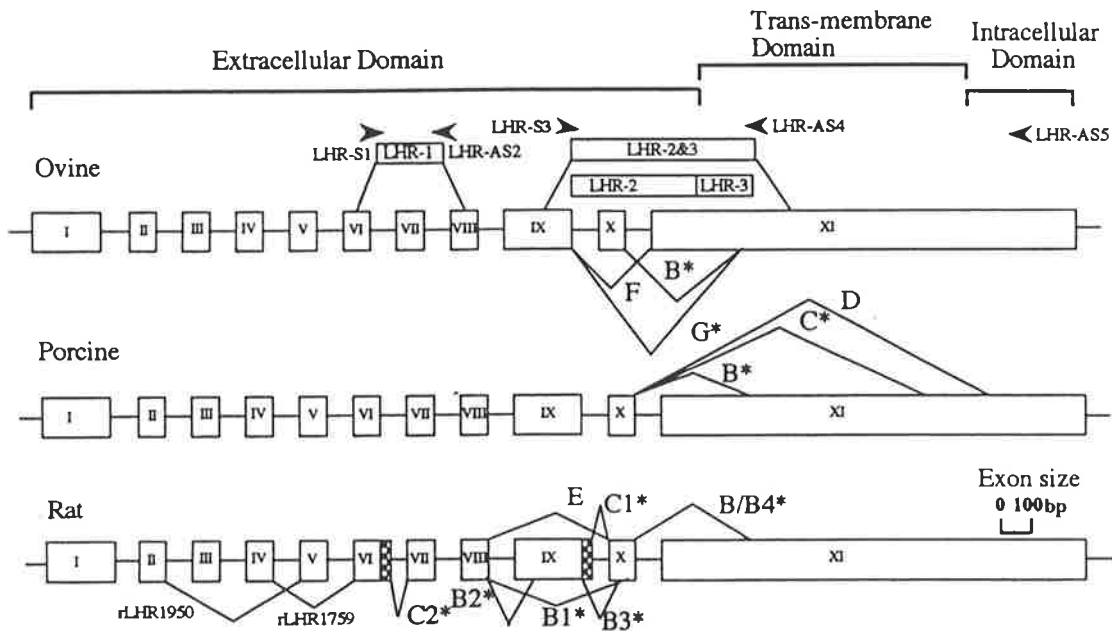 Extracellular Domain
Trans-membrane
Domain
Intracellular
Domain
LHR-S3
LHR-AS4
LHR-AS5
LHR-S1
LHR-1
LHR-AS2
LHR-2&3
Ovine
LHR-2
LHR-3
I
II
III
IV
V
VI
VII
VIII
IX
X
XI
F
B*
G*
D
C*
Porcine
B*
I
II
III
IV
V
VI
VII
VIII
IX
X
XI
Exon size
0 100bp
Rat
E
C1*
B/B4*
I
II
III
IV
V
VI
VII
VIII
IX
X
XI
rLHR1950
rLHR1759
C2*
B2*
B1*
B3*